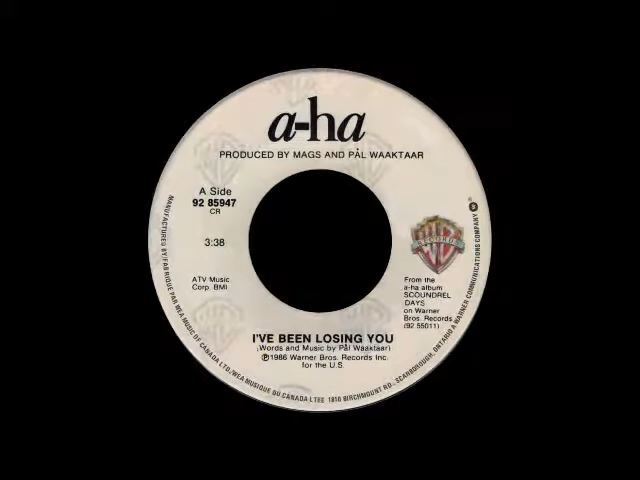 a-ha
PRODUCED BY MAGS AND PÅL WAAKTAAR
A Side
92 85947
CR
3:38
ATV Music
Corp. BMI
RECORDS
From the
a-ha album
SCOUNDREL
DAYS
on Warner
Bros. Records
(92 55011)
I'VE BEEN LOSING YOU
(Words and Music by Pål Waaktaar)
℗1986 Warner Bros. Records Inc.
for the U.S.
MANUFACTURED BY/FABRIQUE PAR WEA MUSIC OF CANADA LTD./WEA MUSIQUE DU CANADA LTEE 1810 BIRCHMOUNT RD., SCARBOROUGH, ONTARIO A WARNER COMMUNICATIONS COMPANY